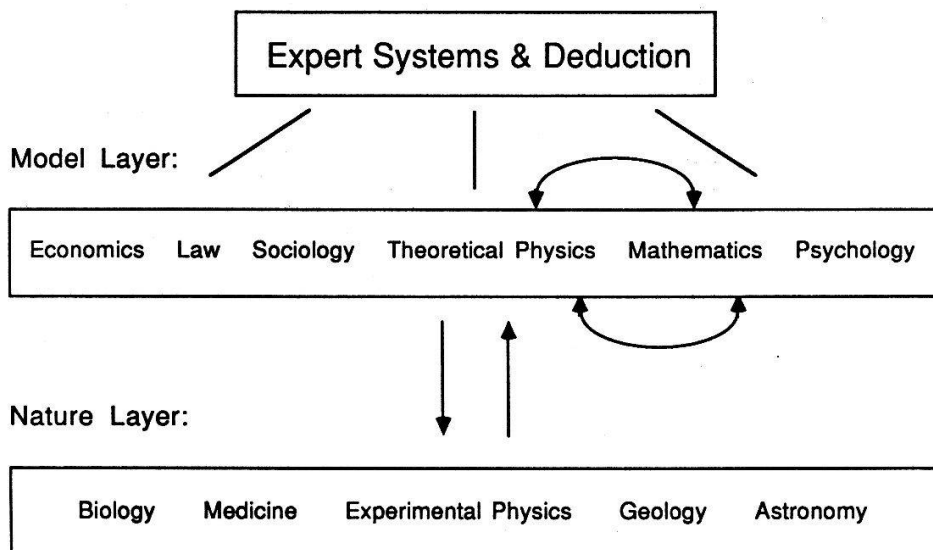 Expert Systems & Deduction
Model Layer:
Economics Law Sociology Theoretical Physics Mathematics Psychology
Nature Layer:
Biology Medicine Experimental Physics Geology Astronomy